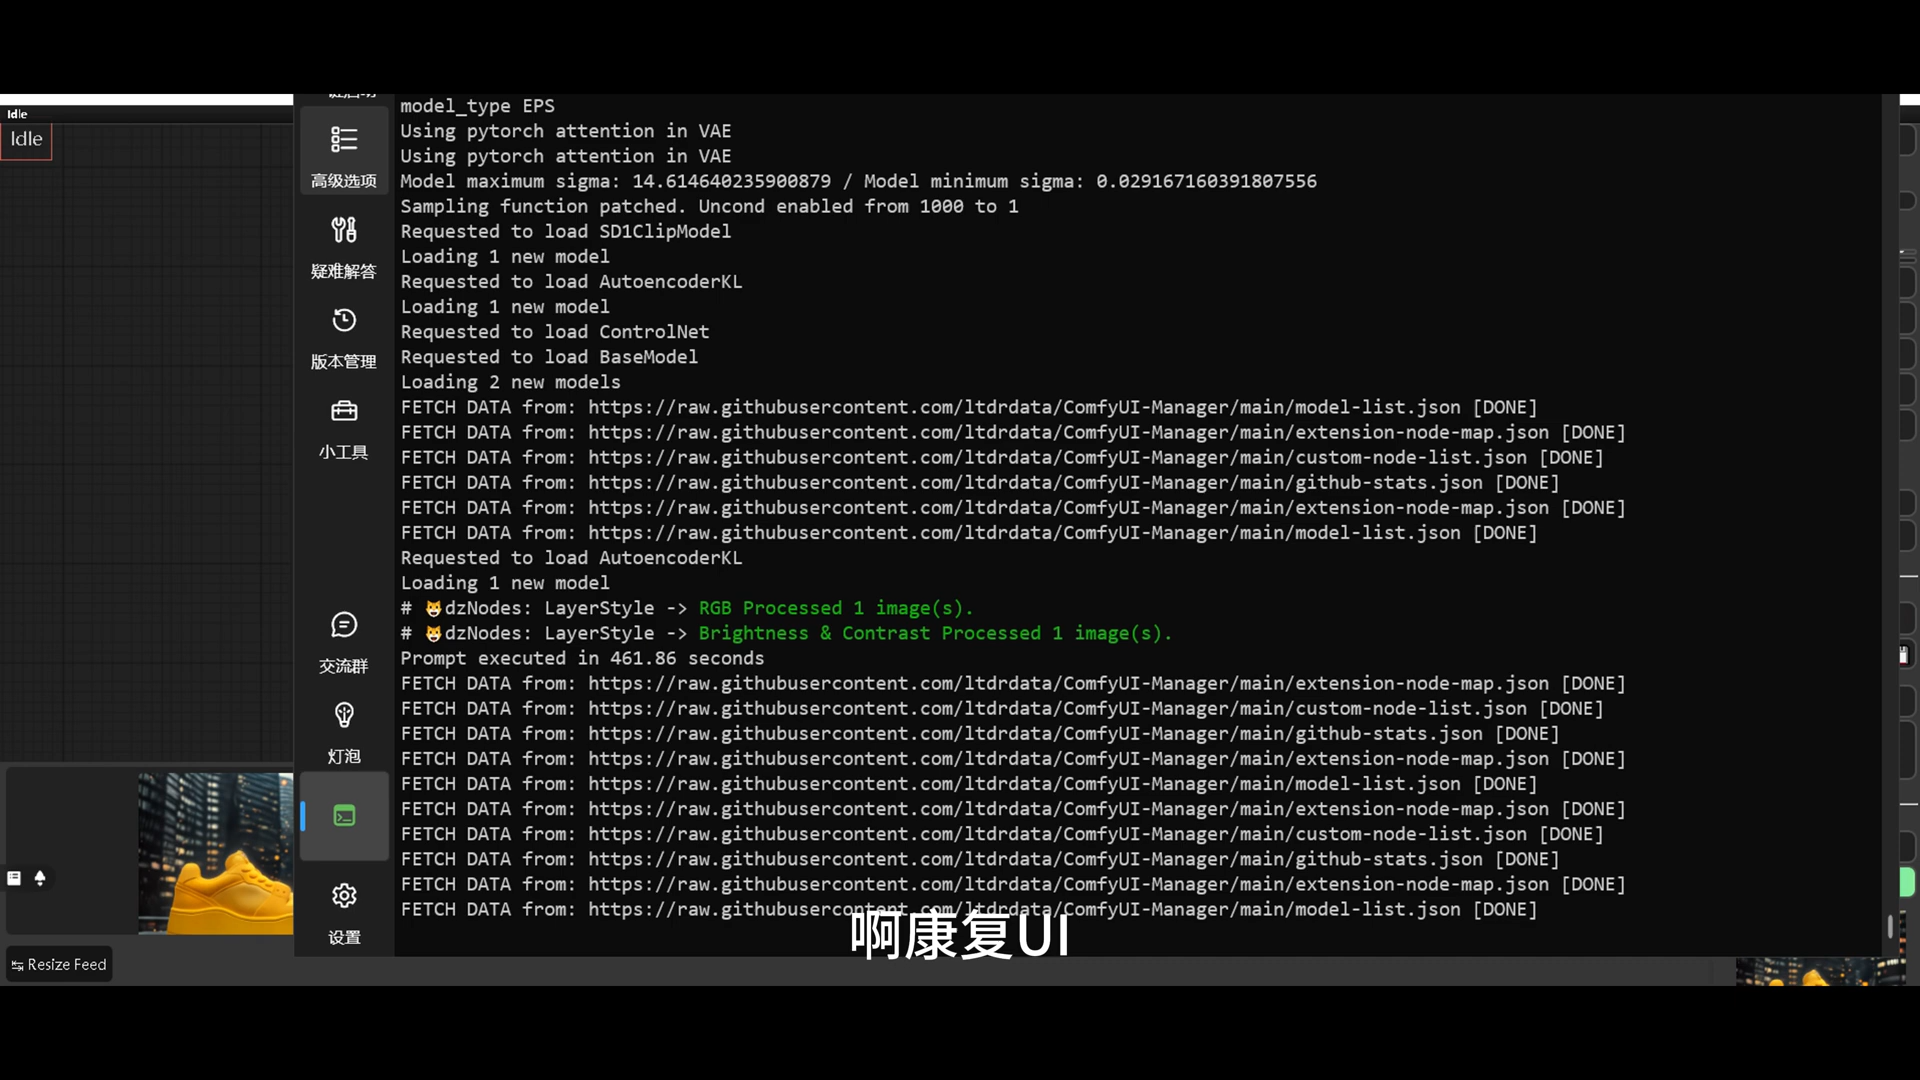 Idle
Idle
高级选项
疑难解答
版本管理
小工具
交流群
灯泡
设置
model_type EPS
Using pytorch attention in VAE
Using pytorch attention in VAE
Model maximum sigma: 14.614640235900879 / Model minimum sigma: 0.029167160391807556
Sampling function patched. Uncond enabled from 1000 to 1
Requested to load SD1ClipModel
Loading 1 new model
Requested to load AutoencoderKL
Loading 1 new model
Requested to load ControlNet
Requested to load BaseModel
Loading 2 new models
FETCH DATA from: https://raw.githubusercontent.com/ltdrdata/ComfyUI-Manager/main/model-list.json [DONE]
FETCH DATA from: https://raw.githubusercontent.com/ltdrdata/ComfyUI-Manager/main/extension-node-map.json [DONE]
FETCH DATA from: https://raw.githubusercontent.com/ltdrdata/ComfyUI-Manager/main/custom-node-list.json [DONE]
FETCH DATA from: https://raw.githubusercontent.com/ltdrdata/ComfyUI-Manager/main/github-stats.json [DONE]
FETCH DATA from: https://raw.githubusercontent.com/ltdrdata/ComfyUI-Manager/main/extension-node-map.json [DONE]
FETCH DATA from: https://raw.githubusercontent.com/ltdrdata/ComfyUI-Manager/main/model-list.json [DONE]
Requested to load AutoencoderKL
Loading 1 new model
# 😺dzNodes: LayerStyle -> RGB Processed 1 image(s).
# 😺dzNodes: LayerStyle -> Brightness & Contrast Processed 1 image(s).
Prompt executed in 461.86 seconds
FETCH DATA from: https://raw.githubusercontent.com/ltdrdata/ComfyUI-Manager/main/extension-node-map.json [DONE]
FETCH DATA from: https://raw.githubusercontent.com/ltdrdata/ComfyUI-Manager/main/custom-node-list.json [DONE]
FETCH DATA from: https://raw.githubusercontent.com/ltdrdata/ComfyUI-Manager/main/github-stats.json [DONE]
FETCH DATA from: https://raw.githubusercontent.com/ltdrdata/ComfyUI-Manager/main/extension-node-map.json [DONE]
FETCH DATA from: https://raw.githubusercontent.com/ltdrdata/ComfyUI-Manager/main/model-list.json [DONE]
FETCH DATA from: https://raw.githubusercontent.com/ltdrdata/ComfyUI-Manager/main/extension-node-map.json [DONE]
FETCH DATA from: https://raw.githubusercontent.com/ltdrdata/ComfyUI-Manager/main/custom-node-list.json [DONE]
FETCH DATA from: https://raw.githubusercontent.com/ltdrdata/ComfyUI-Manager/main/github-stats.json [DONE]
FETCH DATA from: https://raw.githubusercontent.com/ltdrdata/ComfyUI-Manager/main/extension-node-map.json [DONE]
FETCH DATA from: https://raw.githubusercontent.com/ltdrdata/ComfyUI-Manager/main/model-list.json [DONE]
啊康复UI
Resize Feed